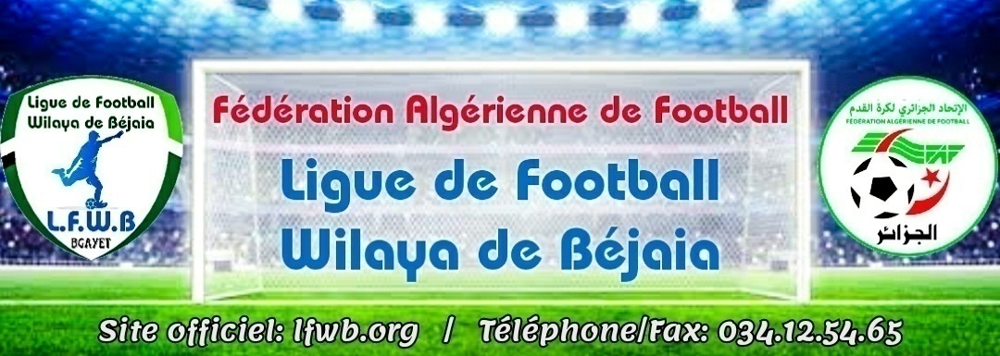 Ligue de Football
Wilaya de Béjaia
L.F.W.B
BGAYET
Fédération Algérienne de Football
Ligue de Football
Wilaya de Béjaia
الإتحاد الجزائري لكرة القدم
FÉDÉRATION ALGÉRIENNE DE FOOTBALL
FAF
الجزائر
Site officiel: lfwb.org / Téléphone/Fax: 034.12.54.65